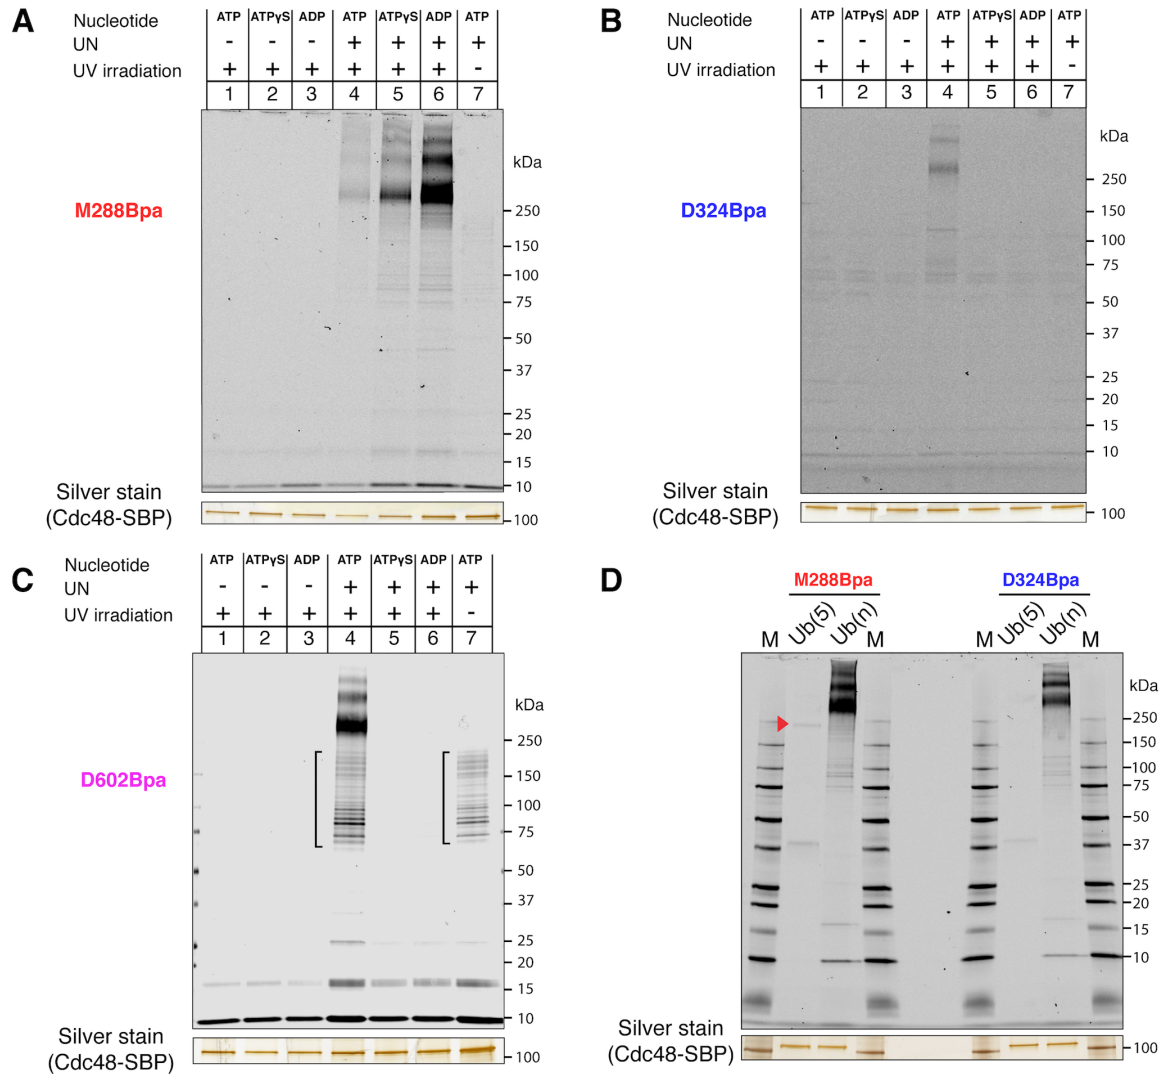 A
Nucleotide ATP ATPγS ADP ATP ATPγS ADP ATP
UN - - - + + + +
UV irradiation + + + + + + -
1 2 3 4 5 6 7
kDa
M288Bpa
250
150
100
75
50
37
25
20
15
10
Silver stain
(Cdc48-SBP)
100
B
Nucleotide ATP ATPγS ADP ATP ATPγS ADP ATP
UN - - - + + + +
UV irradiation + + + + + + -
1 2 3 4 5 6 7
kDa
D324Bpa
250
150
100
75
50
37
25
20
15
10
Silver stain
(Cdc48-SBP)
100
C
Nucleotide ATP ATPγS ADP ATP ATPγS ADP ATP
UN - - - + + + +
UV irradiation + + + + + + -
1 2 3 4 5 6 7
kDa
D602Bpa
250
150
100
75
50
37
25
20
15
10
Silver stain
(Cdc48-SBP)
100
D
M288Bpa D324Bpa
M Ub(5) Ub(n) M M Ub(5) Ub(n) M
kDa
250
150
100
75
50
37
25
20
15
10
Silver stain
(Cdc48-SBP)
100